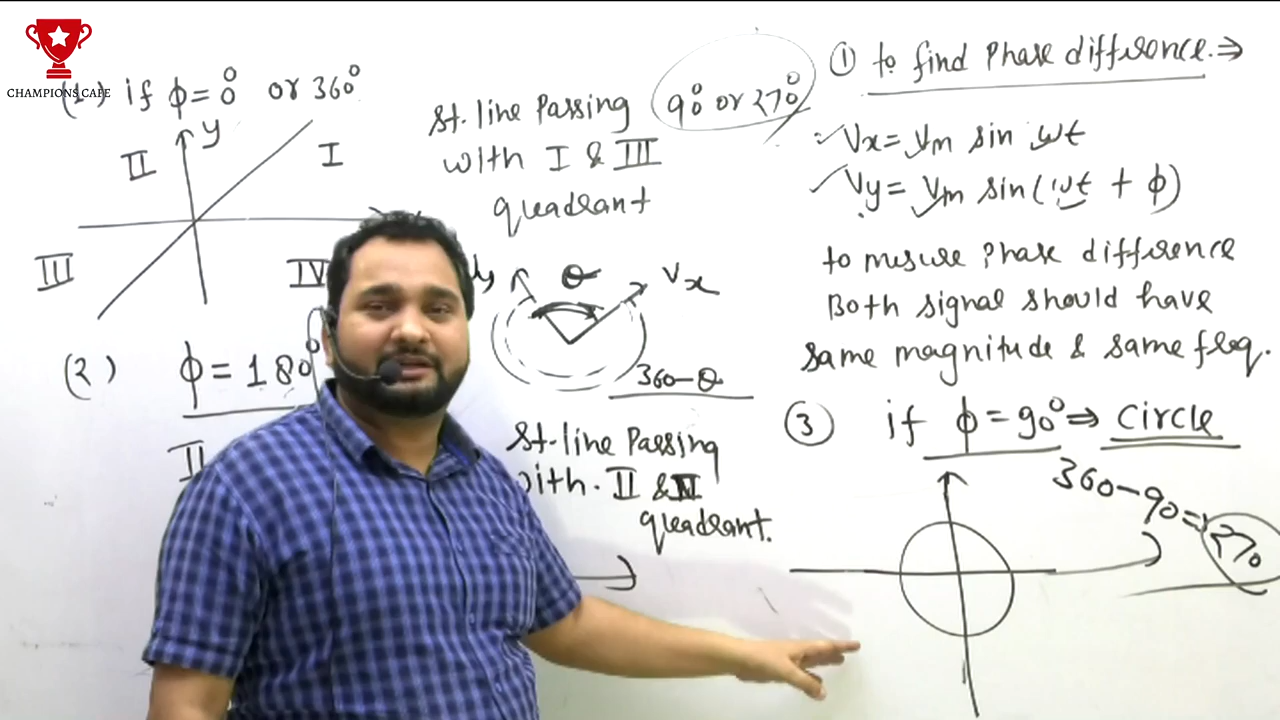 CHAMPIONS CAFE
if ϕ = 0° or 360°
y
II
I
III
IV
St. line Passing
with I & III
quadrant
90° or 270°
θ
Vx
360-θ
(2) ϕ = 180°
II
St-line Passing
with. II & IV
quadrant.
① to find Phase difference. ⇒
Vx = Vm sin wt
Vy = Vm sin (wt + ϕ)
to mesure Phase difference
Both signal should have
same magnitude & same freq.
③ if ϕ = 90° ⇒ Circle
360-90 ⇒ 270